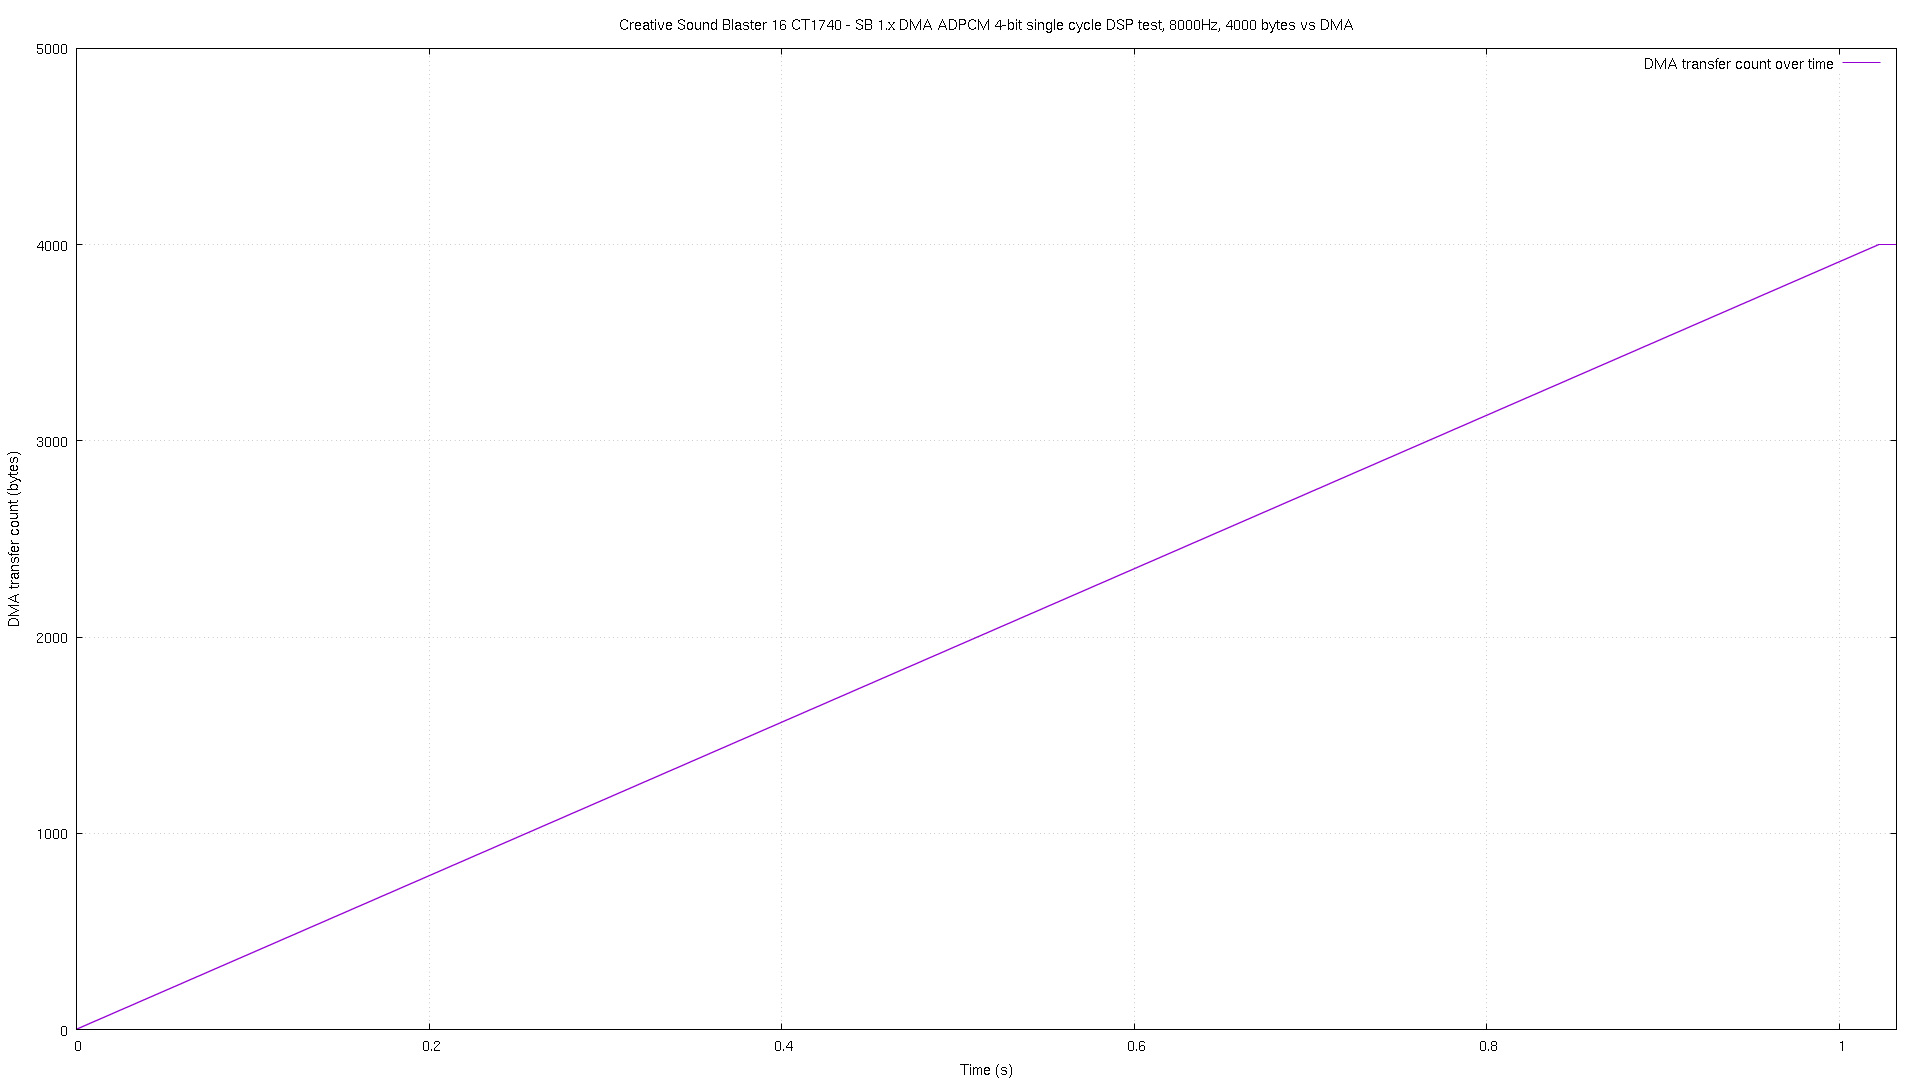 Creative Sound Blaster 16 CT1740 - SB 1.x DMA ADPCM 4-bit single cycle DSP test, 8000Hz, 4000 bytes vs DMA
DMA transfer count over time
5000
4000
3000
2000
1000
0
DMA transfer count (bytes)
0 0.2 0.4 0.6 0.8 1
Time (s)